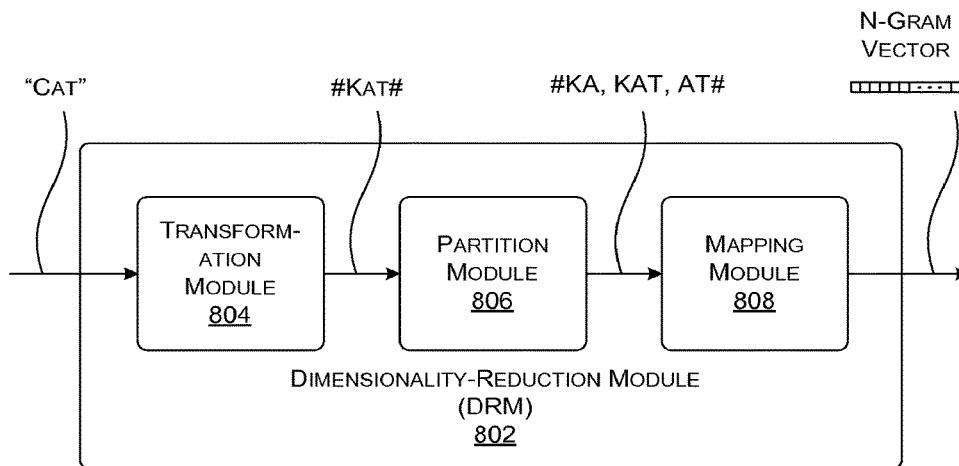 N-GRAM
VECTOR
“CAT”
#KAT#
#KA, KAT, AT#
TRANSFORM-
ATION
MODULE
804
PARTITION
MODULE
806
MAPPING
MODULE
808
DIMENSIONALITY-REDUCTION MODULE
(DRM)
802